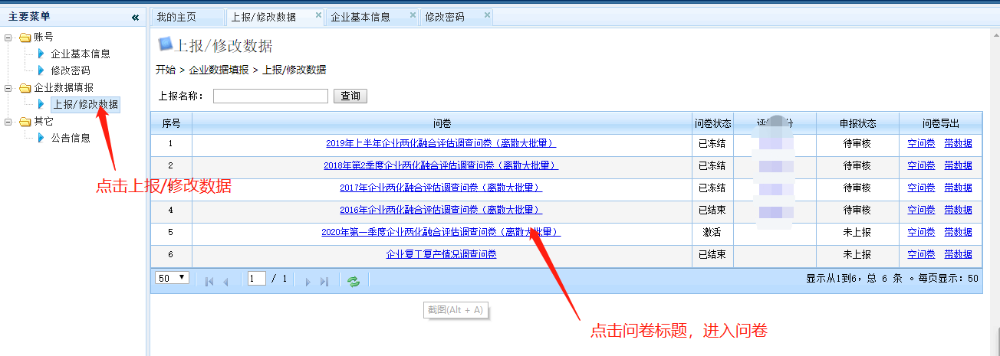 主要菜单 «
账号
企业基本信息
修改密码
企业数据填报
上报/修改数据
其它
公告信息
点击上报/修改数据
我的主页 上报/修改数据 企业基本信息 修改密码
上报/修改数据
开始 > 企业数据填报 > 上报/修改数据
上报名称： 查询
序号 问卷 问卷状态 评 分 申报状态 问卷导出
1 2019年上半年企业两化融合评估调查问卷（离散大批量） 已冻结 待审核 空问卷 带数据
2 2018年第2季度企业两化融合评估调查问卷（离散大批量） 已冻结 待审核 空问卷 带数据
3 2017年企业两化融合评估调查问卷（离散大批量） 已冻结 待审核 空问卷 带数据
4 2016年企业两化融合评估调查问卷（离散大批量） 已结束 待审核 空问卷 带数据
5 2020年第一季度企业两化融合评估调查问卷（离散大批量） 激活 未上报 空问卷 带数据
6 企业复工复产情况调查问卷 已结束 未上报 空问卷 带数据
50 1 / 1 显示从1到6，总 6 条 。每页显示：50
截图(Alt + A)
点击问卷标题，进入问卷